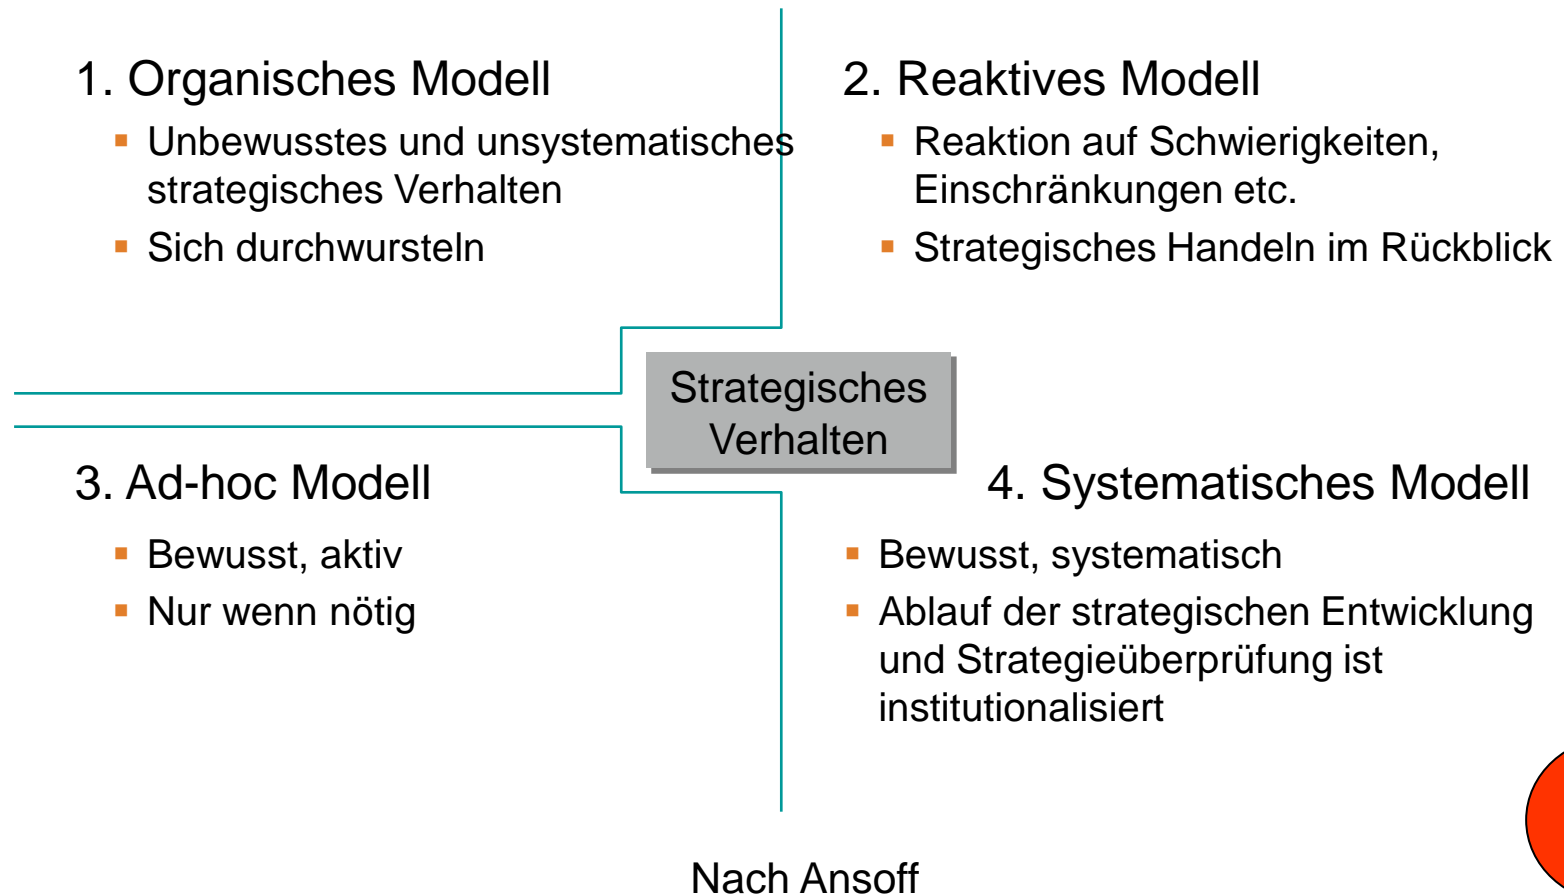 1. Organisches Modell
Unbewusstes und unsystematisches
strategisches Verhalten
Sich durchwursteln
2. Reaktives Modell
Reaktion auf Schwierigkeiten,
Einschränkungen etc.
Strategisches Handeln im Rückblick
Strategisches
Verhalten
3. Ad-hoc Modell
Bewusst, aktiv
Nur wenn nötig
4. Systematisches Modell
Bewusst, systematisch
Ablauf der strategischen Entwicklung
und Strategieüberprüfung ist
institutionalisiert
Nach Ansoff